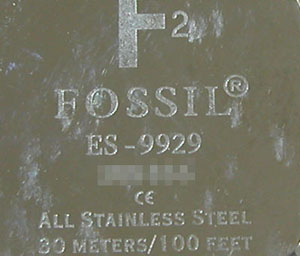 F2
FOSSIL®
ES-9929
CE
ALL STAINLESS STEEL
30 METERS/100 FEET